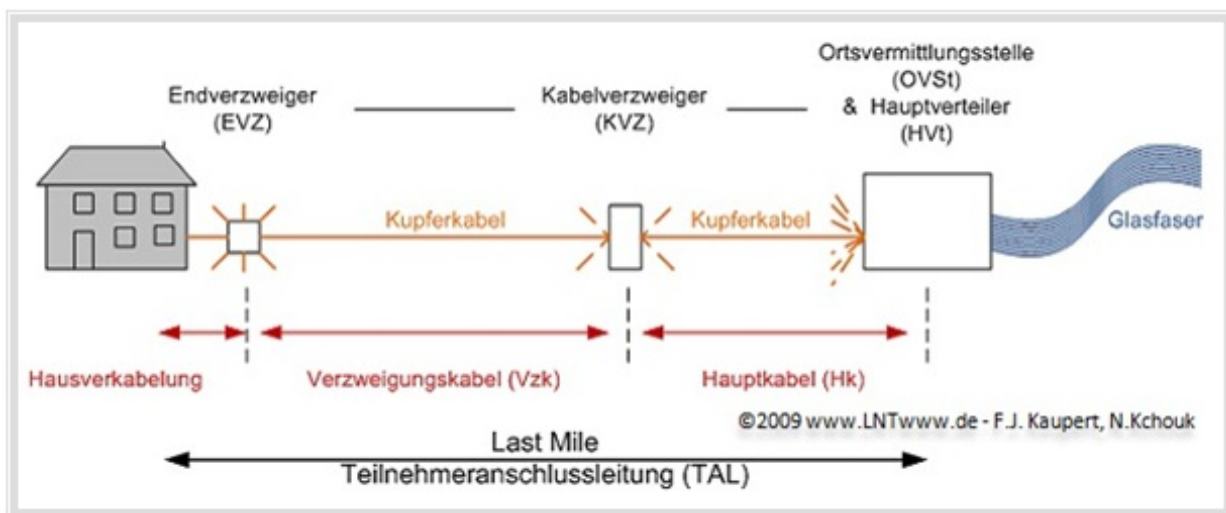 Ortsvermittlungsstelle
(OVSt)
& Hauptverteiler
(HVt)
Endverzweiger
(EVZ)
Kabelverzweiger
(KVZ)
Kupferkabel
Kupferkabel
Glasfaser
Hausverkabelung
Verzweigungskabel (Vzk)
Hauptkabel (Hk)
©2009 www.LNTwww.de - F.J. Kaupert, N.Kchouk
Last Mile
Teilnehmeranschlussleitung (TAL)